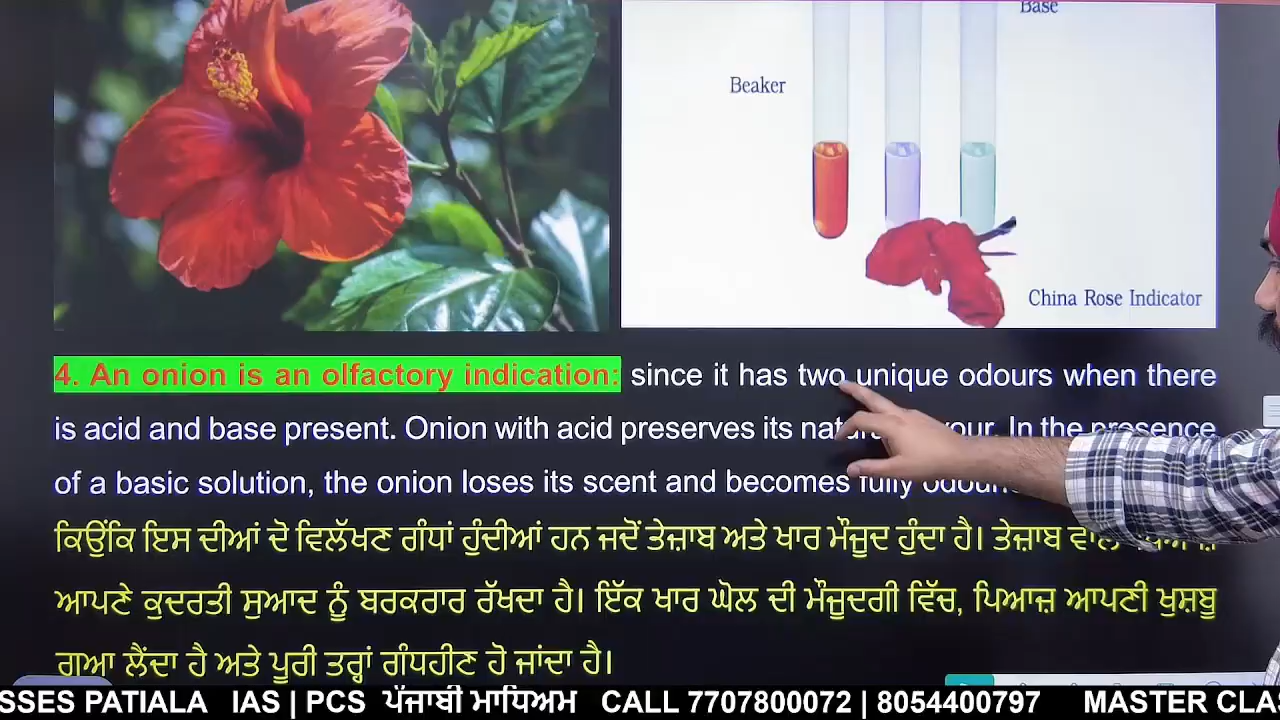 Base
Beaker
China Rose Indicator
4. An onion is an olfactory indication: since it has two unique odours when there
is acid and base present. Onion with acid preserves its In the presence
of a basic solution, the onion loses its scent and becomes fully
ਕਿਉਂਕਿ ਇਸ ਦੀਆਂ ਦੋ ਵਿਲੱਖਣ ਗੰਧਾਂ ਹੁੰਦੀਆਂ ਹਨ ਜਦੋਂ ਤੇਜ਼ਾਬ ਅਤੇ ਖਾਰ ਮੌਜੂਦ ਹੁੰਦਾ ਹੈ। ਤੇਜ਼ਾਬ
ਆਪਣੇ ਕੁਦਰਤੀ ਸੁਆਦ ਨੂੰ ਬਰਕਰਾਰ ਰੱਖਦਾ ਹੈ। ਇੱਕ ਖਾਰ ਘੋਲ ਦੀ ਮੌਜੂਦਗੀ ਵਿੱਚ, ਪਿਆਜ਼ ਆਪਣੀ ਖੁਸ਼ਬੂ
ਗੁਆ ਲੈਂਦਾ ਹੈ ਅਤੇ ਪੂਰੀ ਤਰ੍ਹਾਂ ਗੰਧਹੀਣ ਹੋ ਜਾਂਦਾ ਹੈ।
SSES PATIALA IAS | PCS ਪੰਜਾਬੀ ਮਾਧਿਅਮ CALL 7707800072 | 8054400797 MASTER CLA